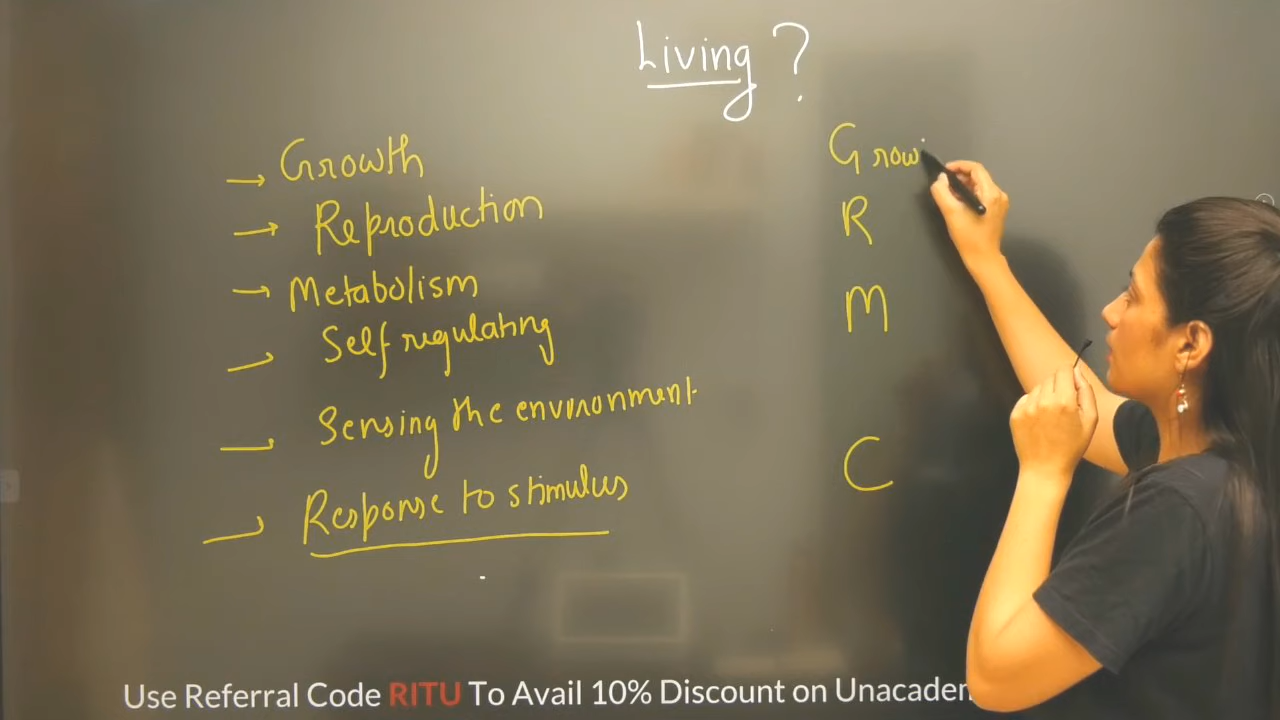 Living ?
→ Growth
→ Reproduction
→ Metabolism
Self regulating
Sensing the environment
Response to stimulus
Grow
R
M
C
Use Referral Code RITU To Avail 10% Discount on